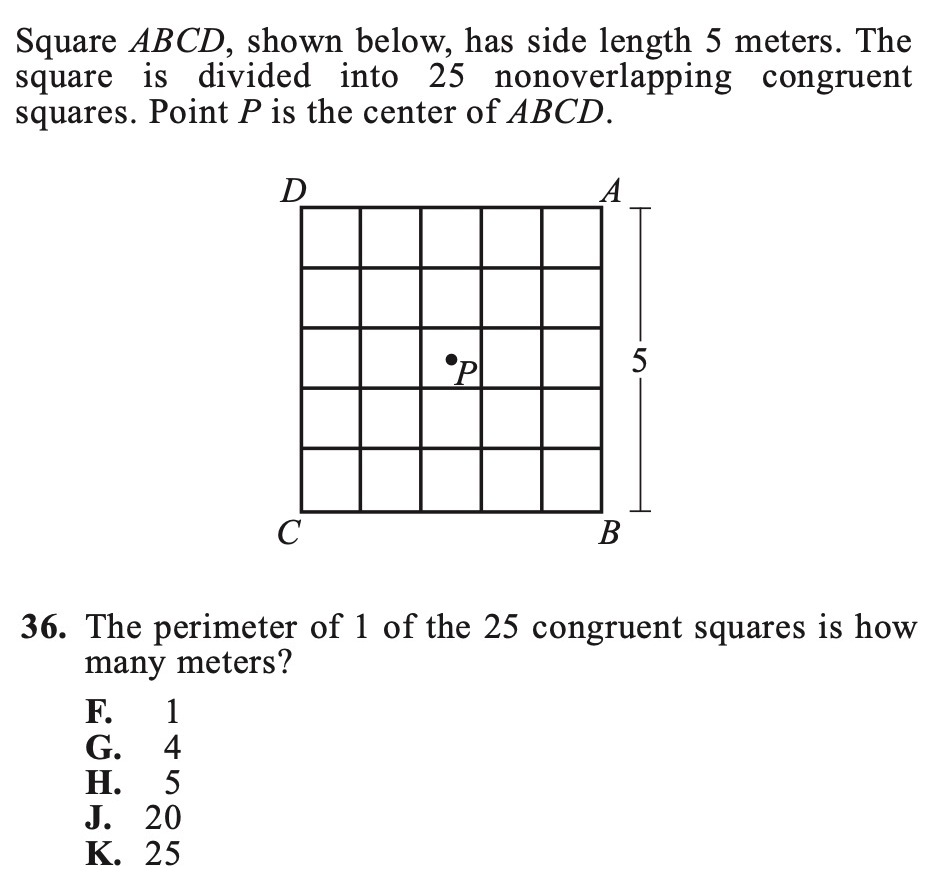 Square ABCD, shown below, has side length 5 meters. The
square is divided into 25 nonoverlapping congruent
squares. Point P is the center of ABCD.
D A
P 5
C B
36. The perimeter of 1 of the 25 congruent squares is how
many meters?
F. 1
G. 4
H. 5
J. 20
K. 25